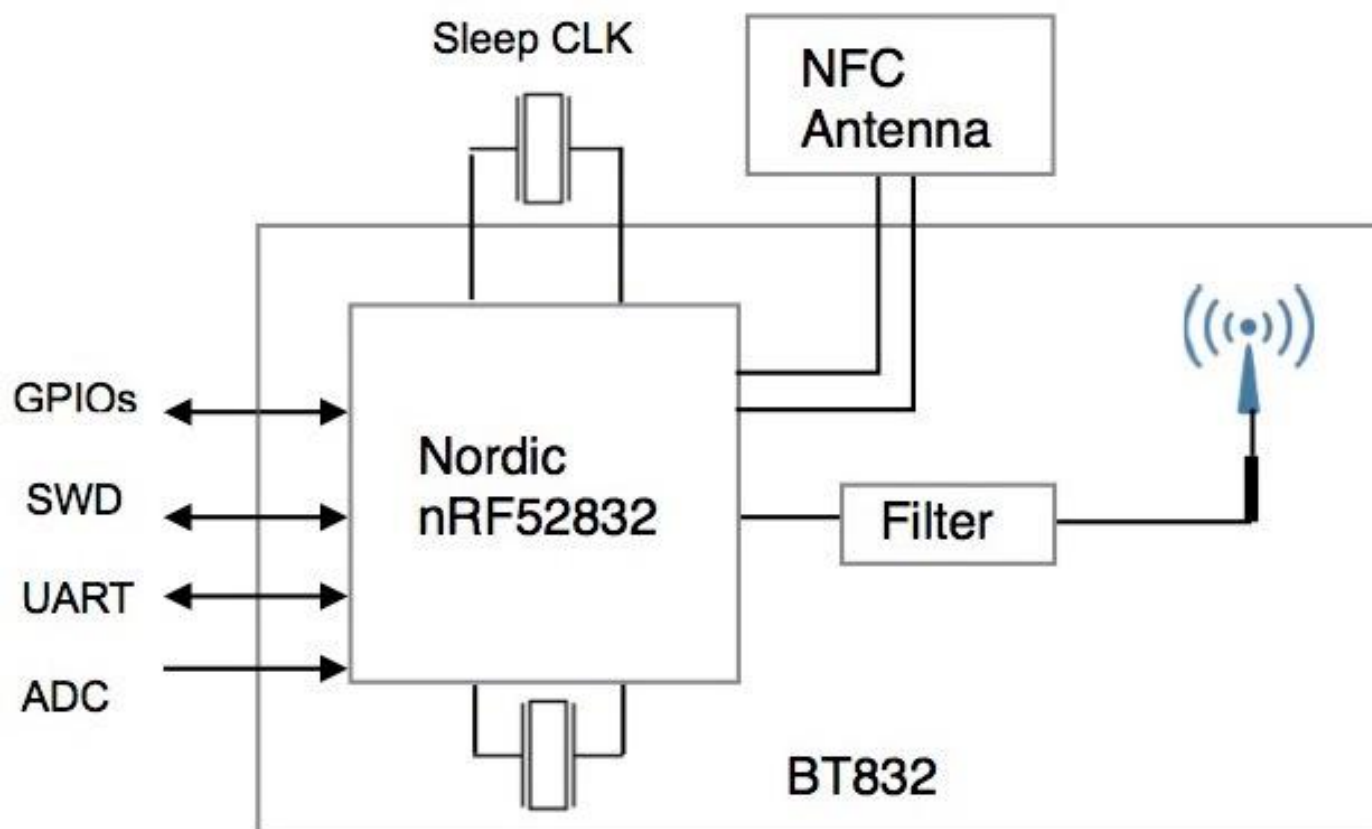 Sleep CLK
NFC
Antenna
GPIOs
SWD
UART
ADC
Nordic
nRF52832
Filter
BT832